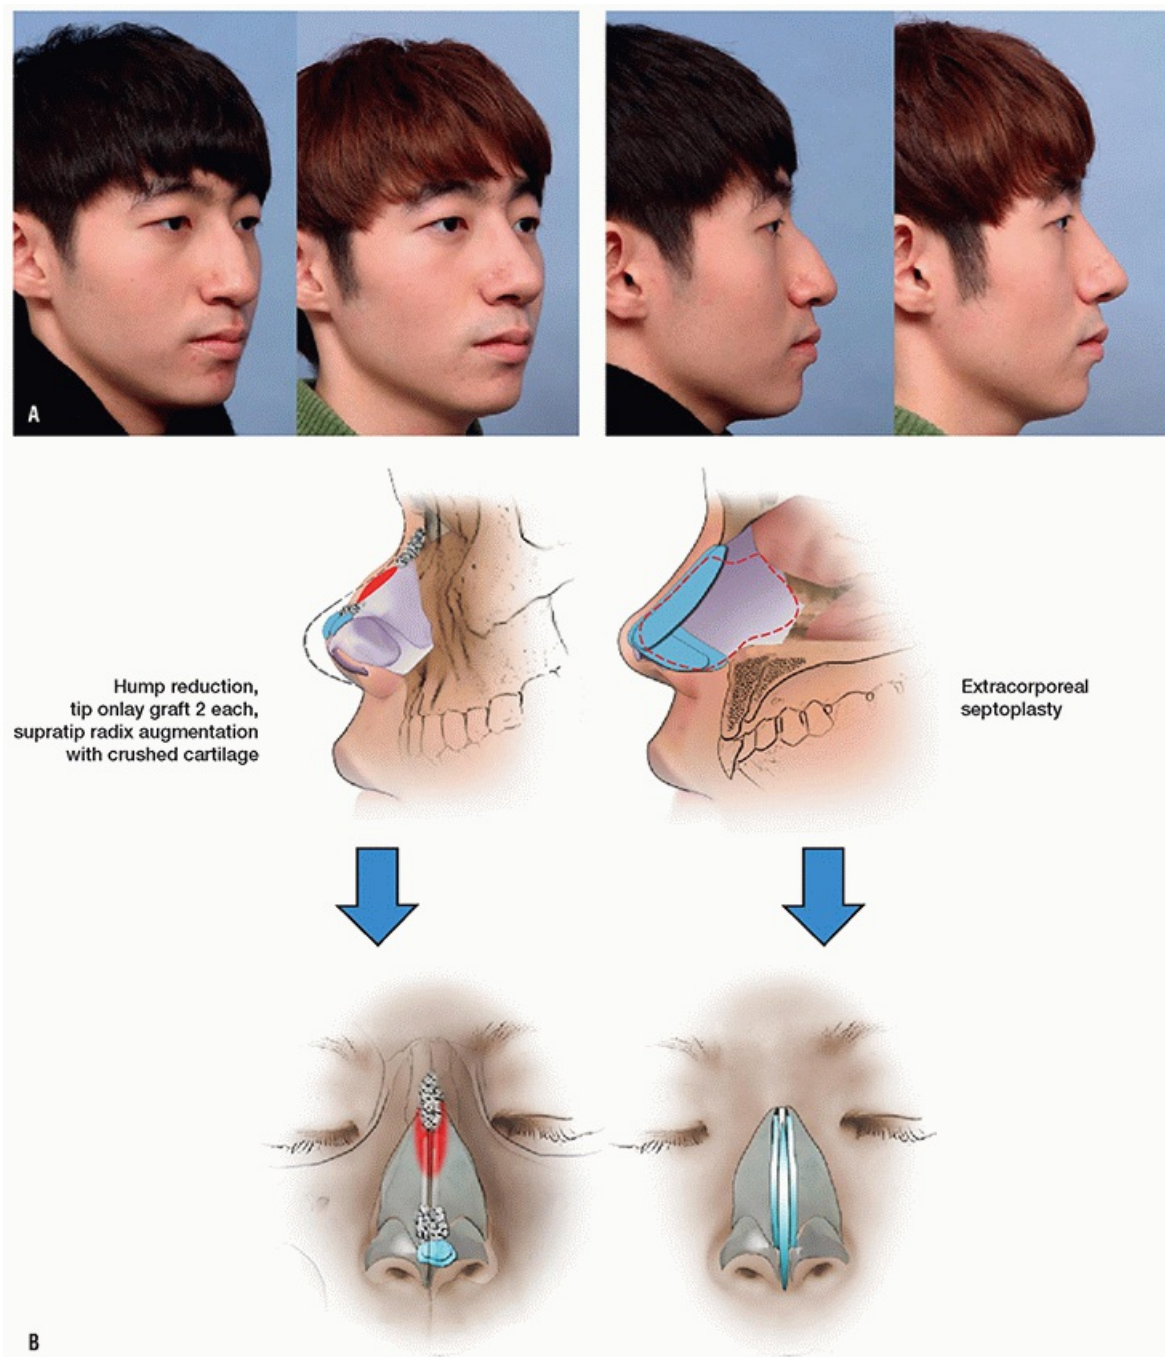 A
Hump reduction,
tip onlay graft 2 each,
supratip radix augmentation
with crushed cartilage
Extracorporeal
septoplasty
B